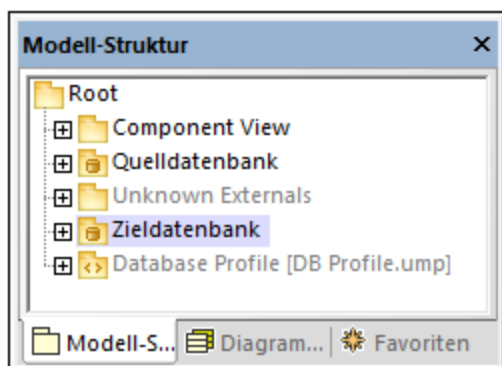 Modell-Struktur
Root
Component View
Quelldatenbank
Unknown Externals
Zieldatenbank
Database Profile [DB Profile.ump]
Modell-S... Diagram... Favoriten